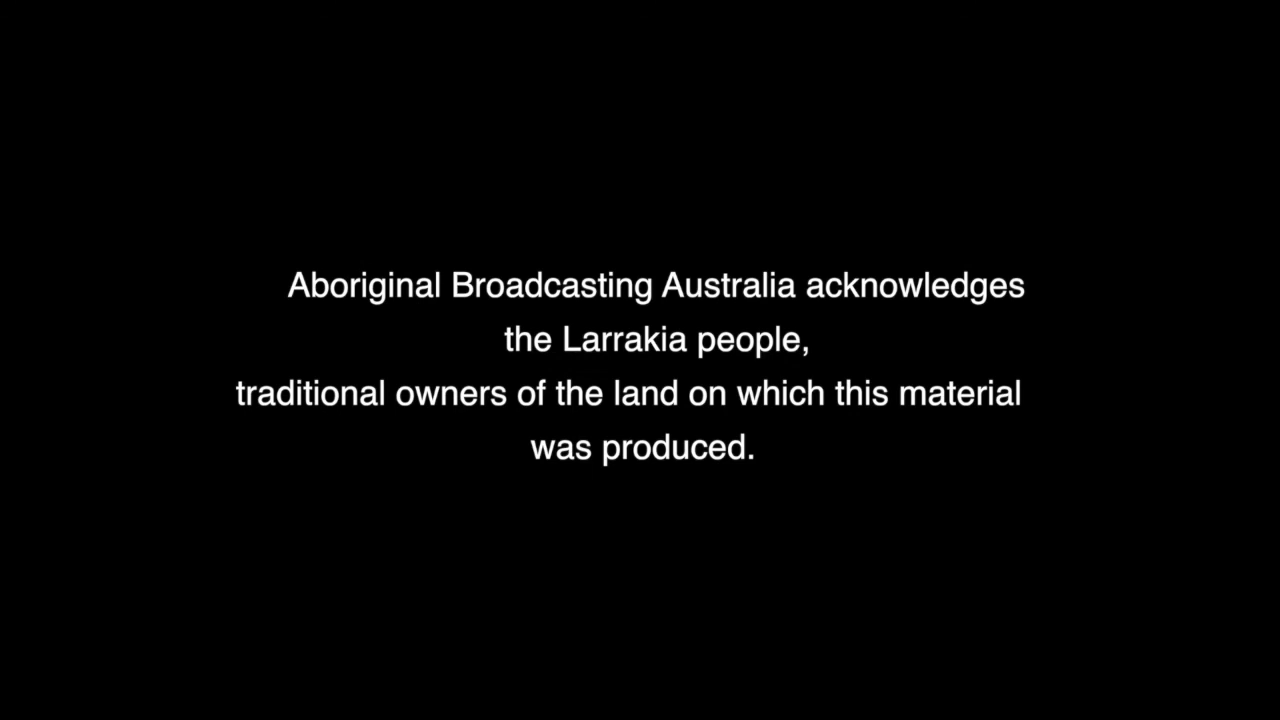 Aboriginal Broadcasting Australia acknowledges
the Larrakia people,
traditional owners of the land on which this material
was produced.